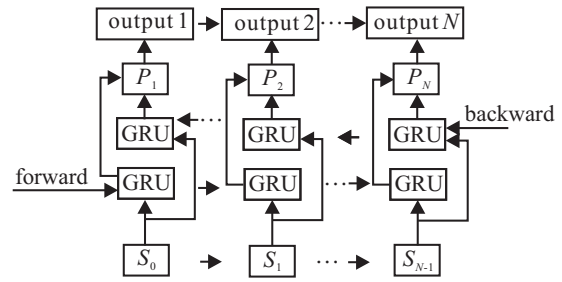 output 1 output 2 ... output N
P1 P2 PN
... backward
GRU GRU GRU
forward GRU GRU ... GRU
S0 S1 ... SN-1